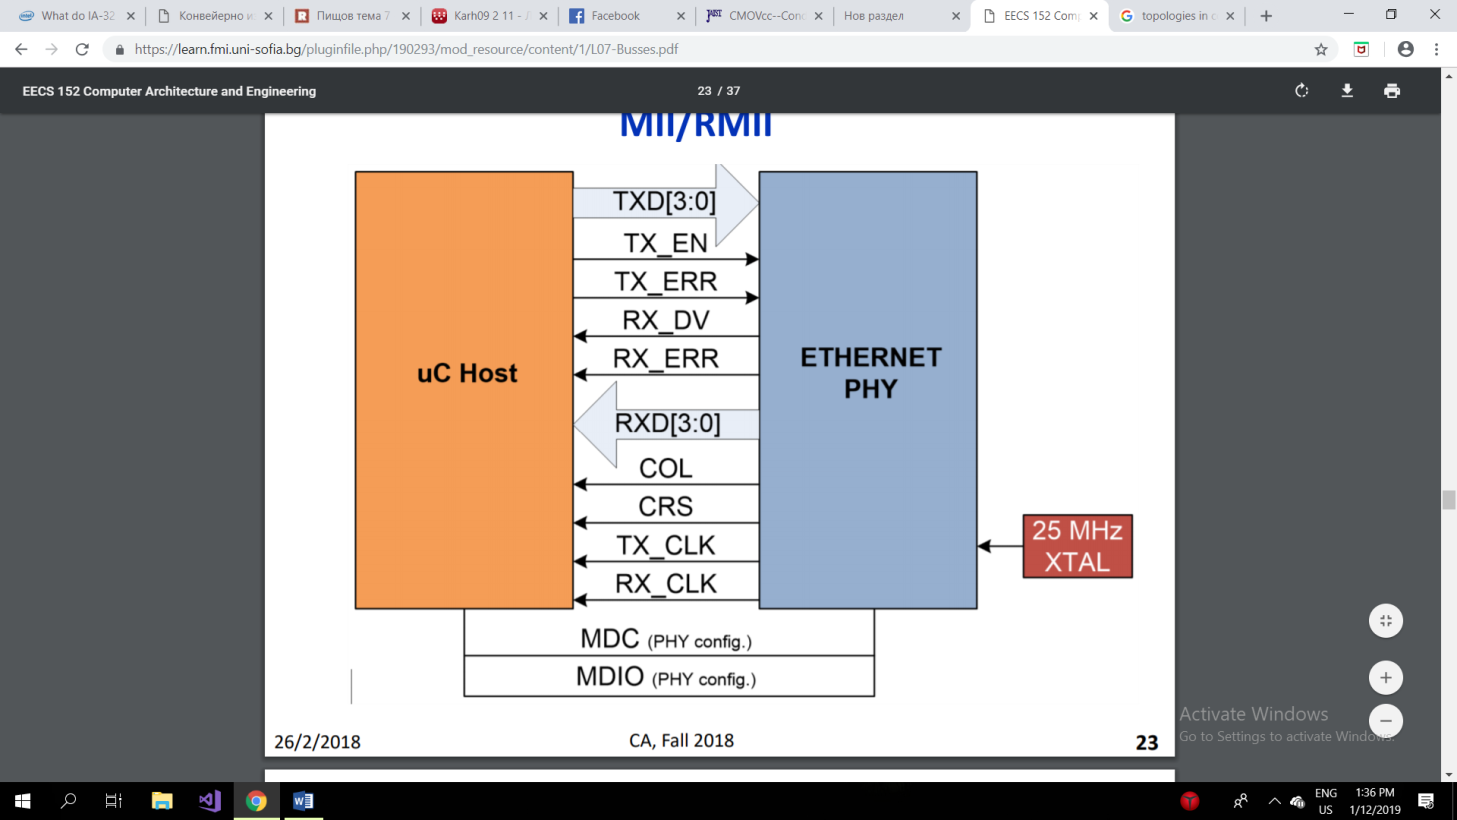 What do IA-32
Конвейерно и
Пищов тема 7
Karh09 2 11 - Л
Facebook
CMOVcc--Conc
Нов раздел
EECS 152 Comp
topologies in c
https://learn.fmi.uni-sofia.bg/pluginfile.php/190293/mod_resource/content/1/L07-Busses.pdf
EECS 152 Computer Architecture and Engineering
23 / 37
MII/RMII
TXD[3:0]
TX_EN
TX_ERR
RX_DV
RX_ERR
uC Host
ETHERNET
PHY
RXD[3:0]
COL
CRS
TX_CLK
RX_CLK
25 MHz
XTAL
MDC (PHY config.)
MDIO (PHY config.)
26/2/2018
CA, Fall 2018
23
Activate Windows
Go to Settings to activate Windows.
ENG
US
1:36 PM
1/12/2019